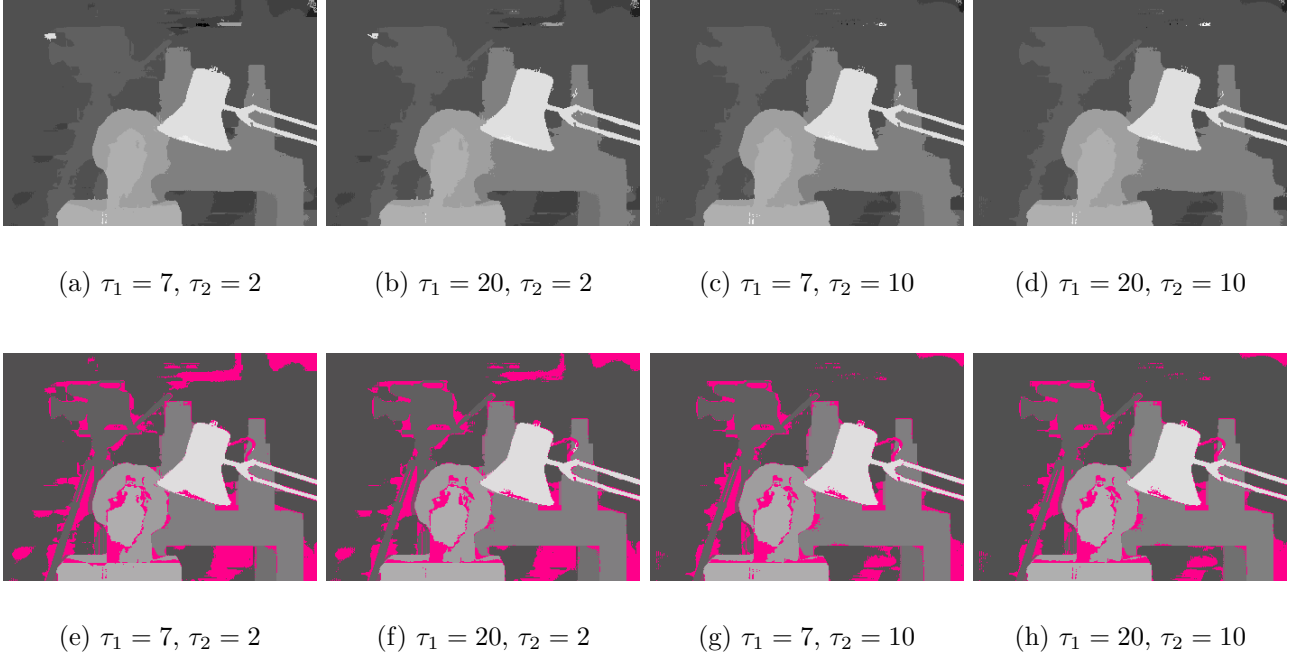 (a) τ₁ = 7, τ₂ = 2 (b) τ₁ = 20, τ₂ = 2 (c) τ₁ = 7, τ₂ = 10 (d) τ₁ = 20, τ₂ = 10
(e) τ₁ = 7, τ₂ = 2 (f) τ₁ = 20, τ₂ = 2 (g) τ₁ = 7, τ₂ = 10 (h) τ₁ = 20, τ₂ = 10